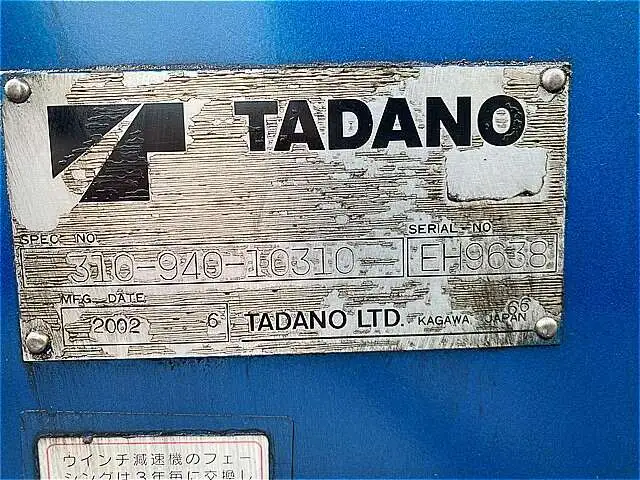 TADANO
SPEC. NO.
SERIAL NO.
310-940-10310
EH9638
MFG. DATE
2002 6
TADANO LTD. KAGAWA JAPAN
66
ウインチ減速機のフェー
シングは3年毎に交換し